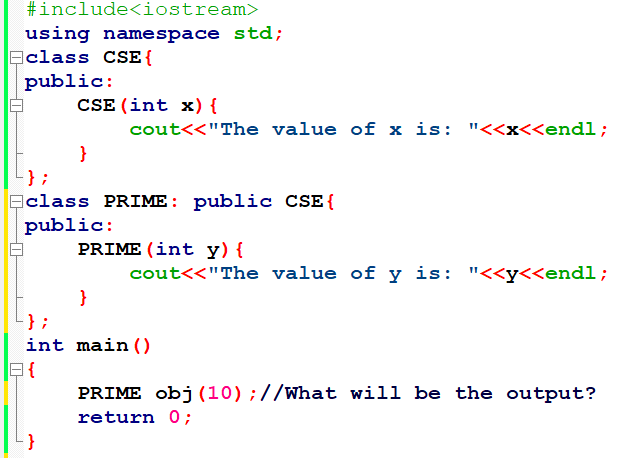 #include<iostream>
using namespace std;
class CSE{
public:
    CSE(int x){
        cout<<"The value of x is: "<<x<<endl;
    }
};
class PRIME: public CSE{
public:
    PRIME(int y){
        cout<<"The value of y is: "<<y<<endl;
    }
};
int main()
{
    PRIME obj(10);//What will be the output?
    return 0;
}